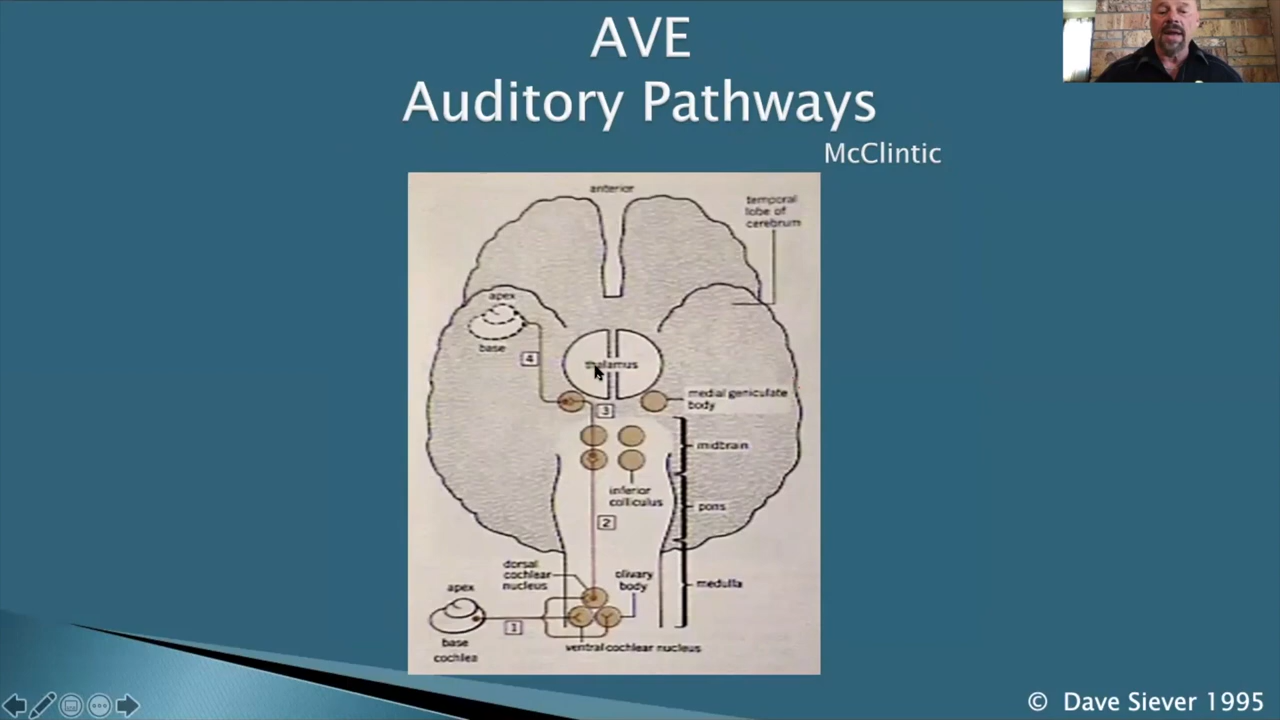 AVE
Auditory Pathways
McClintic
anterior
temporal
lobe of
cerebrum
apex
base
4
thalamus
medial geniculate
body
3
midbrain
inferior
colliculus
pons
2
dorsal
cochlear
nucleus
olivary
body
medulla
apex
1
base
cochlea
ventral cochlear nucleus
© Dave Siever 1995